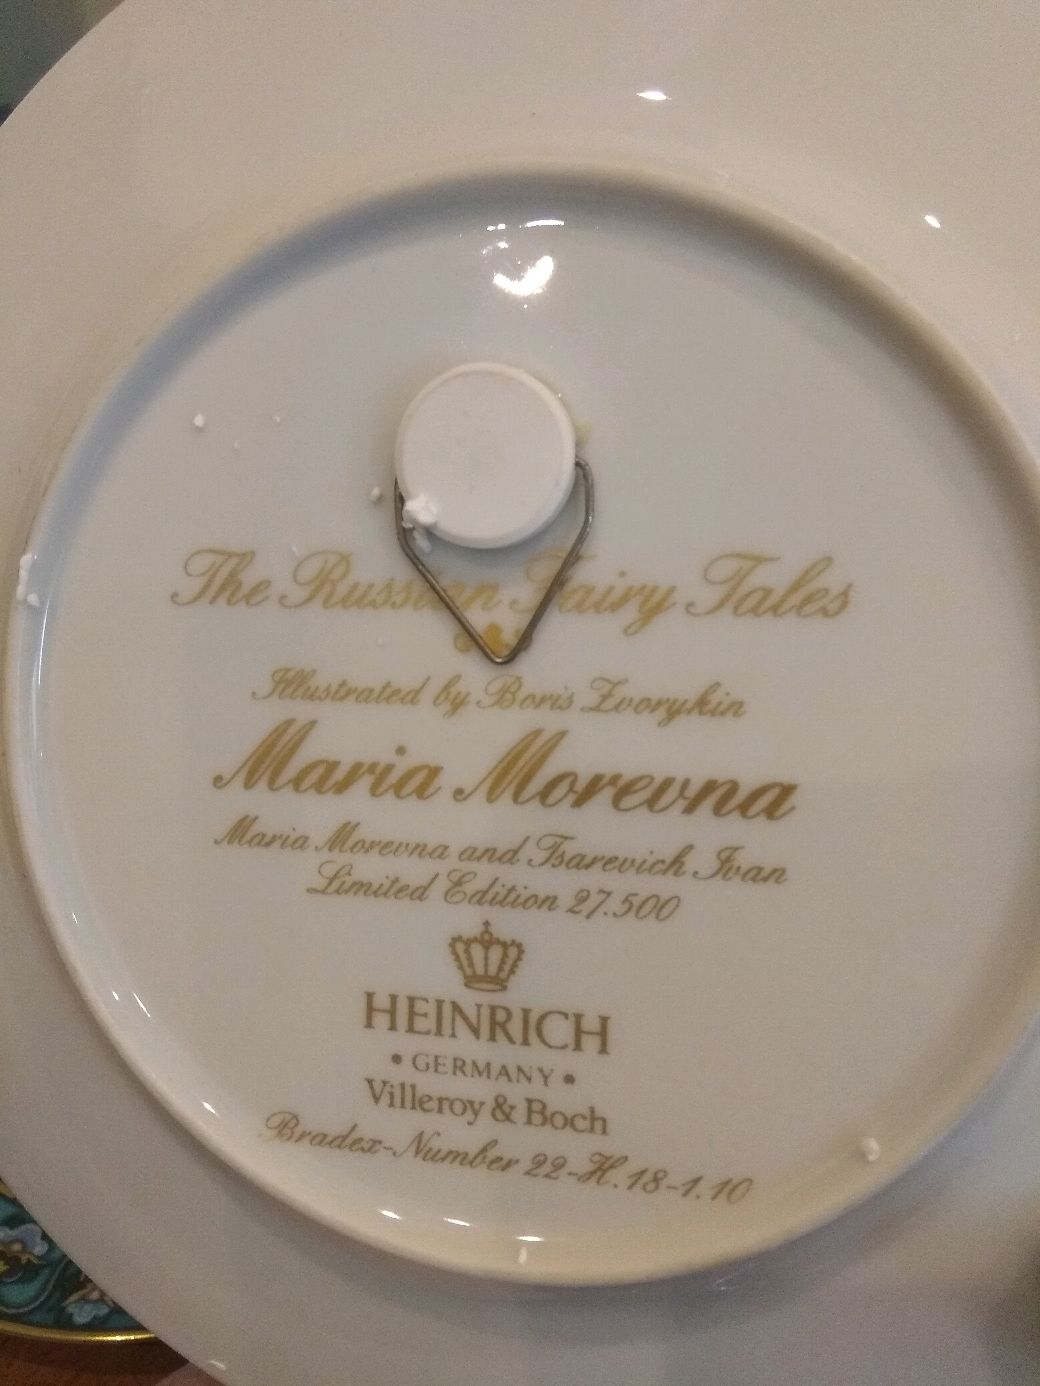 The Russian Fairy Tales
Illustrated by Boris Zvorykin
Maria Morevna
Maria Morevna and Tsarevich Ivan
Limited Edition 27.500
HEINRICH
• GERMANY •
Villeroy & Boch
Bradex-Number 22-H.18-1.10